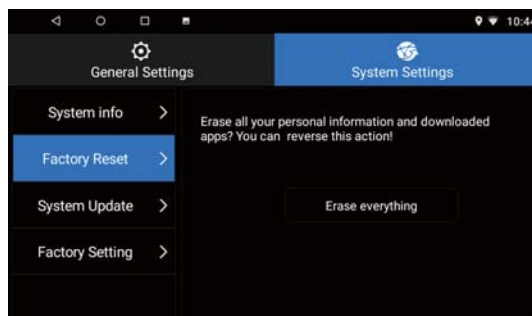 10:44
General Settings
System Settings
System info
Factory Reset
System Update
Factory Setting
Erase all your personal information and downloaded
apps? You can reverse this action!
Erase everything